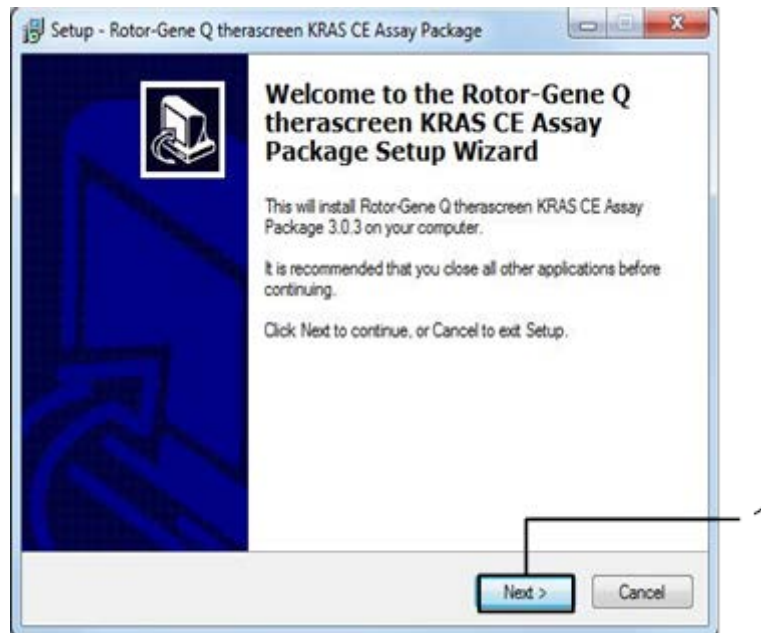 Setup - Rotor-Gene Q therascreen KRAS CE Assay Package
Welcome to the Rotor-Gene Q
therascreen KRAS CE Assay
Package Setup Wizard
This will install Rotor-Gene Q therascreen KRAS CE Assay
Package 3.0.3 on your computer.
It is recommended that you close all other applications before
continuing.
Click Next to continue, or Cancel to exit Setup.
Next >
Cancel